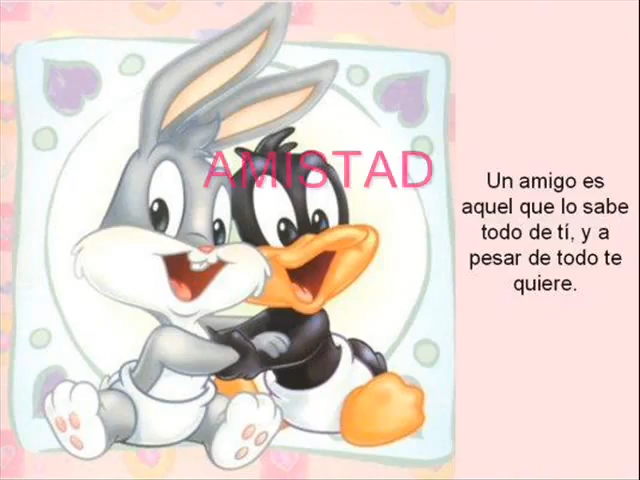 AMISTAD
Un amigo es
aquel que lo sabe
todo de tí, y a
pesar de todo te
quiere.